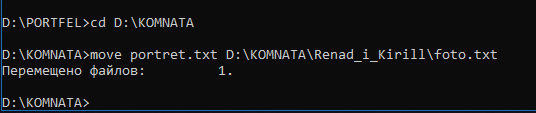 D:\PORTFEL>cd D:\KOMNATA
D:\KOMNATA>move portret.txt D:\KOMNATA\Renad_i_Kirill\foto.txt
Перемещено файлов:         1.
D:\KOMNATA>